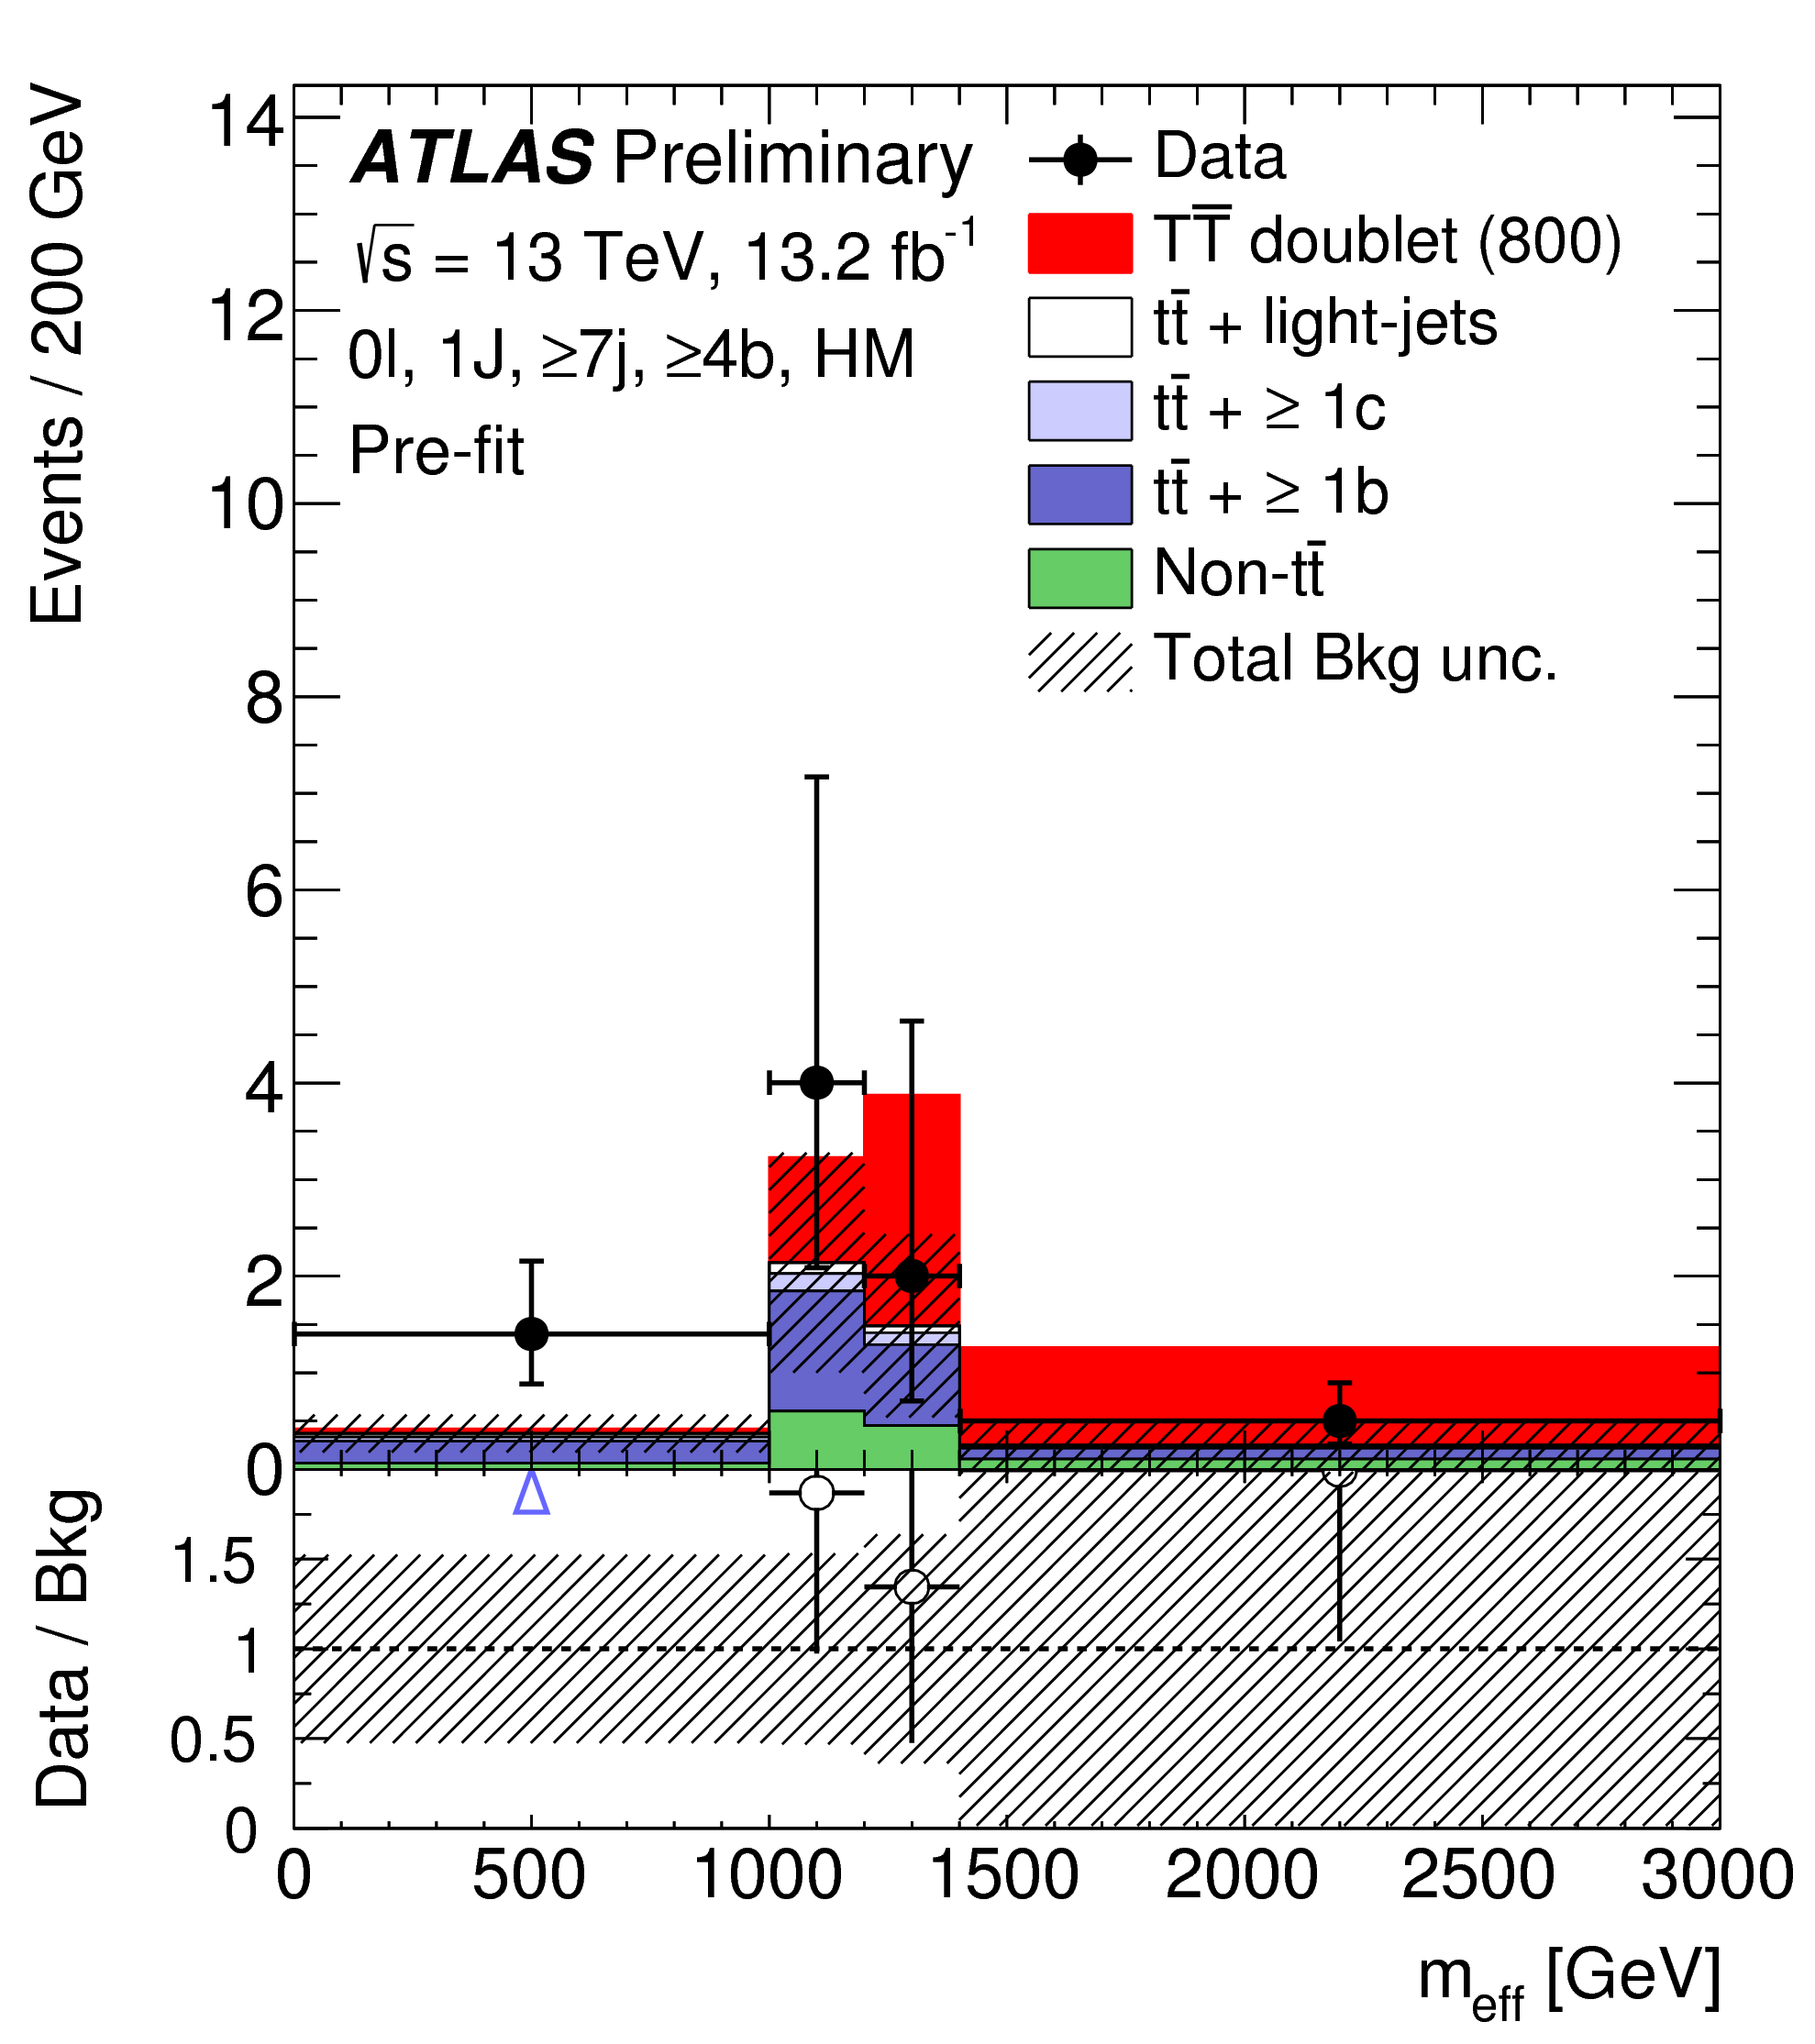 Events / 200 GeV
14
12
10
8
6
4
2
0
ATLAS Preliminary
√s = 13 TeV, 13.2 fb⁻¹
0l, 1J, ≥7j, ≥4b, HM
Pre-fit
Data
TT̅ doublet (800)
tt̄ + light-jets
tt̄ + ≥ 1c
tt̄ + ≥ 1b
Non-tt̄
Total Bkg unc.
Data / Bkg
1.5
1
0.5
0
0 500 1000 1500 2000 2500 3000
m_eff [GeV]